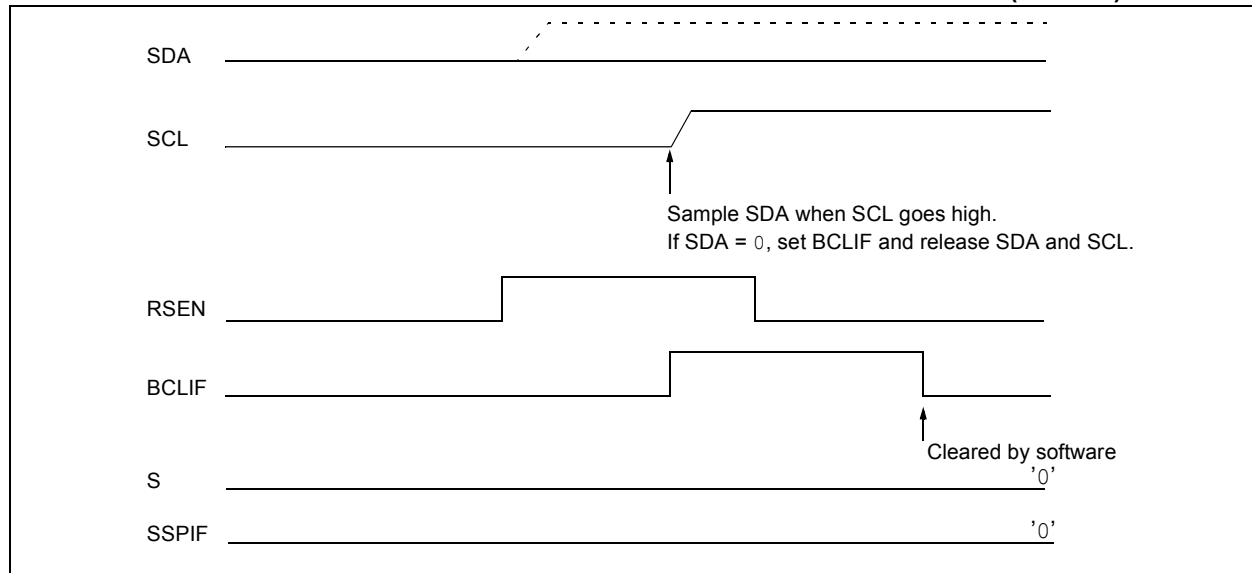 SDA
SCL
Sample SDA when SCL goes high.
If SDA = 0, set BCLIF and release SDA and SCL.
RSEN
BCLIF
Cleared by software
S
'0'
SSPIF
'0'